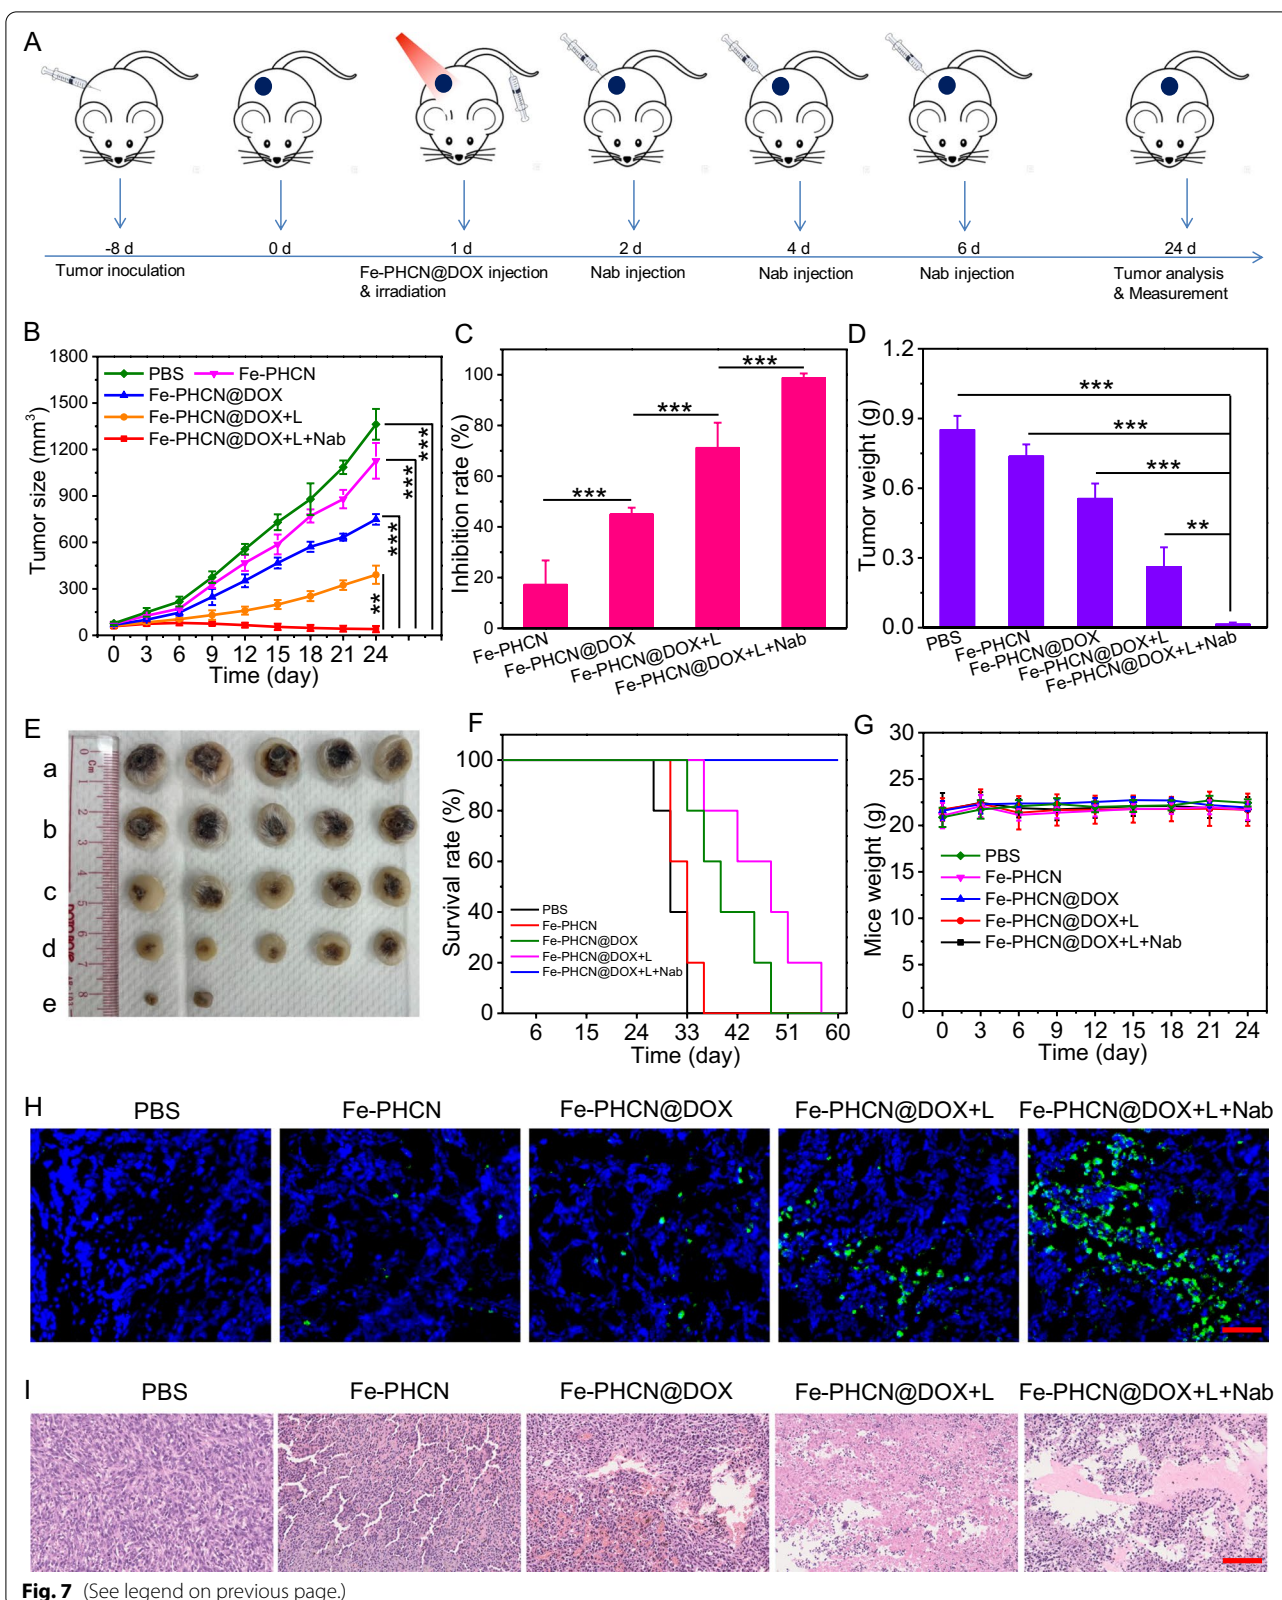 A
-8 d
0 d
1 d
2 d
4 d
6 d
24 d
Tumor inoculation
Fe-PHCN@DOX injection
& irradiation
Nab injection
Nab injection
Nab injection
Tumor analysis
& Measurement
B
Tumor size (mm3)
1800
1500
1200
900
600
300
0
PBS
Fe-PHCN
Fe-PHCN@DOX
Fe-PHCN@DOX+L
Fe-PHCN@DOX+L+Nab
***
***
***
**
0 3 6 9 12 15 18 21 24
Time (day)
C
Inhibition rate (%)
100
80
60
40
20
0
***
***
***
Fe-PHCN
Fe-PHCN@DOX
Fe-PHCN@DOX+L
Fe-PHCN@DOX+L+Nab
D
Tumor weight (g)
1.2
0.9
0.6
0.3
0.0
***
***
***
**
PBS
Fe-PHCN
Fe-PHCN@DOX
Fe-PHCN@DOX+L
Fe-PHCN@DOX+L+Nab
E
a
b
c
d
e
0
Cm
1
2
3
4
5
6
7
8
F
Survival rate (%)
100
80
60
40
20
0
PBS
Fe-PHCN
Fe-PHCN@DOX
Fe-PHCN@DOX+L
Fe-PHCN@DOX+L+Nab
6 15 24 33 42 51 60
Time (day)
G
Mice weight (g)
30
25
20
15
10
5
0
PBS
Fe-PHCN
Fe-PHCN@DOX
Fe-PHCN@DOX+L
Fe-PHCN@DOX+L+Nab
0 3 6 9 12 15 18 21 24
Time (day)
H
PBS
Fe-PHCN
Fe-PHCN@DOX
Fe-PHCN@DOX+L
Fe-PHCN@DOX+L+Nab
I
PBS
Fe-PHCN
Fe-PHCN@DOX
Fe-PHCN@DOX+L
Fe-PHCN@DOX+L+Nab
Fig. 7 (See legend on previous page.)